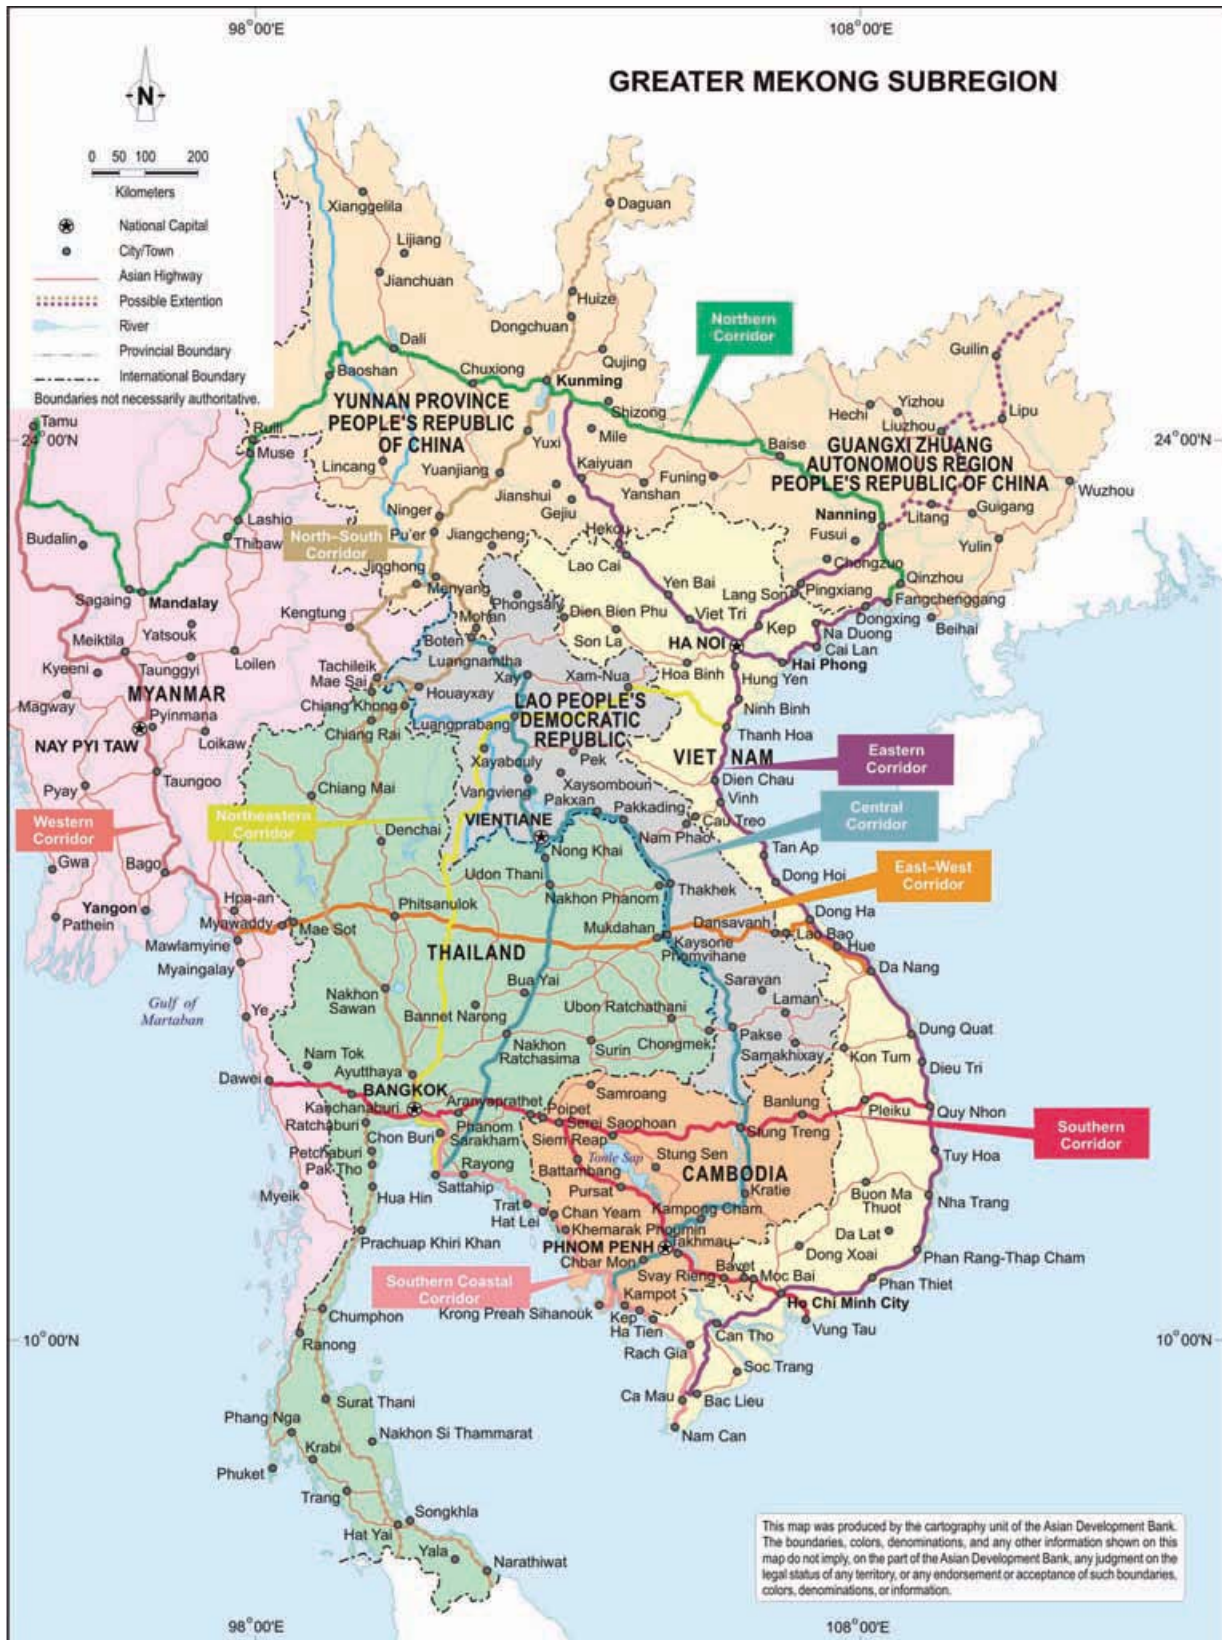 98°00'E
108°00'E
GREATER MEKONG SUBREGION
N
0 50 100 200
Kilometers
National Capital
City/Town
Asian Highway
Possible Extention
River
Provincial Boundary
International Boundary
Boundaries not necessarily authoritative.
Daguan
Xianggelila
Lijiang
Jianchuan
Huize
Dongchuan
Northern
Corridor
Dali
Qujing
Guilin
Baoshan
Chuxiong
Kunming
YUNNAN PROVINCE
PEOPLE'S REPUBLIC
OF CHINA
Shizong
Hechi
Yizhou
Liuzhou
Lipu
Tamu
24°00'N
Ruili
Muse
Mile
Yuxi
Baise
GUANGXI ZHUANG
AUTONOMOUS REGION
PEOPLE'S REPUBLIC OF CHINA
24°00'N
Lincang
Yuanjiang
Kaiyuan
Funing
Yanshan
Wuzhou
Jianshui
Gejiu
Litang
Guigang
Nanning
Ninger
Lashio
Hekou
Fusui
Budalin
Thibaw
North–South
Corridor
Pu'er
Jiangcheng
Yulin
Lao Cai
Chongzuo
Jinghong
Menyang
Yen Bai
Lang Son
Pingxiang
Qinzhou
Sagaing
Mandalay
Phongsaly
Fangchenggang
Kengtung
Mohan
Dien Bien Phu
Viet Tri
Dongxing
Beihai
Meiktila
Yatsouk
Boten
Son La
HA NOI
Kep
Na Duong
Cai Lan
Kyeeni
Taunggyi
Loilen
Tachileik
Mae Sai
Luangnamtha
Xay
Xam-Nua
Hoa Binh
Hai Phong
Hung Yen
Magway
MYANMAR
Houayxay
LAO PEOPLE'S
DEMOCRATIC
REPUBLIC
Ninh Binh
Pyinmana
Chiang Khong
Luangprabang
Thanh Hoa
NAY PYI TAW
Loikaw
Chiang Rai
VIET NAM
Eastern
Corridor
Pek
Taungoo
Xayabouly
Xaysomboun
Dien Chau
Pyay
Chiang Mai
Vangvieng
Pakxan
Pakkading
Vinh
Central
Corridor
Western
Corridor
Northeastern
Corridor
VIENTIANE
Cau Treo
Denchai
Nam Phao
Gwa
Bago
Nong Khai
Tan Ap
East–West
Corridor
Udon Thani
Thakhek
Dong Hoi
Hpa-an
Nakhon Phanom
Yangon
Pathein
Phitsanulok
Dansavanh
Dong Ha
Myawaddy
Mae Sot
Mukdahan
Lao Bao
Mawlamyine
Kaysone
Phomvihane
Hue
Myaingalay
THAILAND
Da Nang
Bua Yai
Saravan
Gulf of
Martaban
Nakhon
Sawan
Ubon Ratchathani
Laman
Ye
Bannet Narong
Dung Quat
Nakhon
Ratchasima
Surin
Chongmek
Pakse
Samakhixay
Kon Tum
Nam Tok
Dieu Tri
Dawei
Ayutthaya
BANGKOK
Samroang
Kanchanaburi
Aranyaprathet
Poipet
Banlung
Pleiku
Quy Nhon
Ratchaburi
Phanom
Sarakham
Serei Saophoan
Chon Buri
Siem Reap
Stung Treng
Southern
Corridor
Petchaburi
Tonle Sap
Stung Sen
Tuy Hoa
Pak Tho
Rayong
Battambang
CAMBODIA
Myeik
Hua Hin
Sattahip
Pursat
Kratie
Buon Ma
Thuot
Nha Trang
Trat
Hat Lei
Chan Yeam
Kampong Cham
Khemarak Phoumin
Da Lat
Prachuap Khiri Khan
PHNOM PENH
Takhmau
Dong Xoai
Phan Rang-Thap Cham
Chbar Mon
Bavet
Southern Coastal
Corridor
Svay Rieng
Moc Bai
Phan Thiet
Kampot
Ho Chi Minh City
Chumphon
Krong Preah Sihanouk
Kep
Ha Tien
Vung Tau
Can Tho
10°00'N
Ranong
Rach Gia
10°00'N
Soc Trang
Surat Thani
Ca Mau
Bac Lieu
Phang Nga
Nakhon Si Thammarat
Nam Can
Krabi
Phuket
Trang
Songkhla
Hat Yai
Yala
Narathiwat
This map was produced by the cartography unit of the Asian Development Bank.
The boundaries, colors, denominations, and any other information shown on this
map do not imply, on the part of the Asian Development Bank, any judgment on the
legal status of any territory, or any endorsement or acceptance of such boundaries,
colors, denominations, or information.
98°00'E
108°00'E